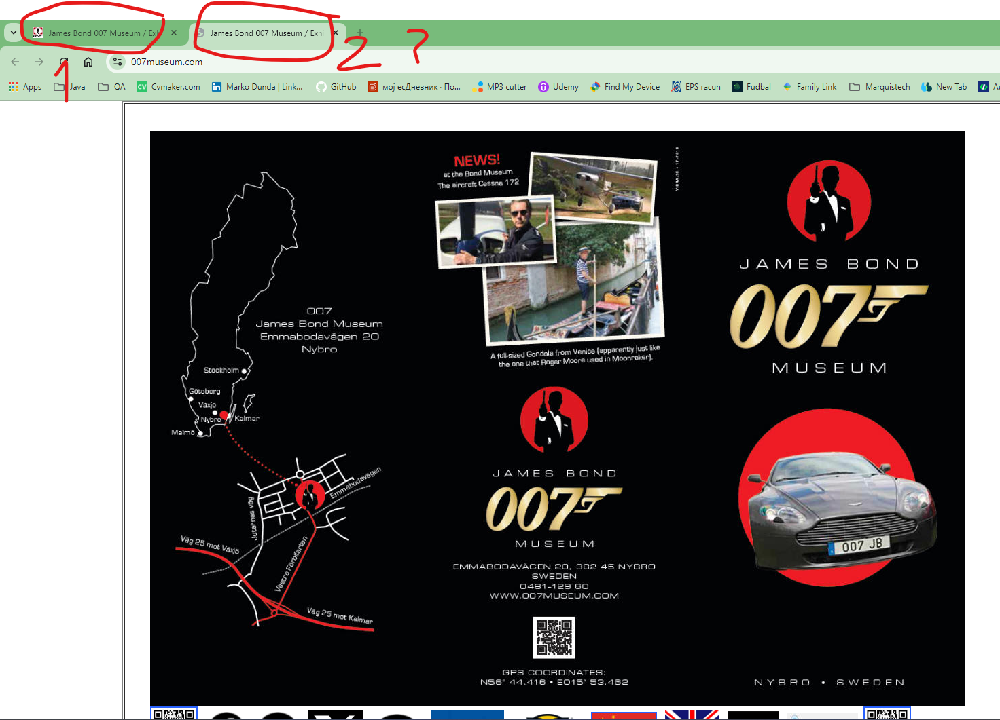 James Bond 007 Museum / Exh
James Bond 007 Museum / Exh
1
2 ?
007museum.com
Apps
Java
QA
Cvmaker.com
Marko Dunda | Link...
GitHub
мој есДневник · По...
MP3 cutter
Udemy
Find My Device
EPS racun
Fudbal
Family Link
Marquistech
New Tab
007
James Bond Museum
Emmabodavägen 20
Nybro
Stockholm
Göteborg
Växjö
Nybro
Kalmar
Malmö
Emmabodavägen
Jutarnas väg
Väg 25 mot Växjö
Västra Förbifarten
Väg 25 mot Kalmar
NEWS!
at the Bond Museum
The aircraft Cessna 172
VIBRA.SE • 17-2019
A full-sized Gondola from Venice (apparently just like
the one that Roger Moore used in Moonraker).
JAMES BOND
007
MUSEUM
EMMABODAVÄGEN 20, 382 45 NYBRO
SWEDEN
0481-129 60
WWW.007MUSEUM.COM
GPS COORDINATES:
N56° 44.416 • E015° 53.462
JAMES BOND
007
MUSEUM
007 JB
NYBRO • SWEDEN